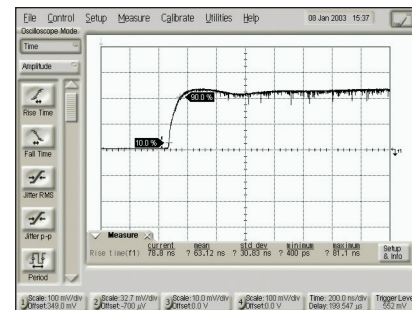 File Control Setup Measure Calibrate Utilities Help 08 Jan 2003 15:37
Oscilloscope Mode
Time
Amplitude
Rise Time
Fall Time
Jitter RMS
Jitter p-p
Period
90.0 %
10.0 %
Measure
current mean std dev minimum maximum
Rise time(f1) 78.8 ns ? 63.12 ns ? 30.83 ns ? 400 ps ? 81.1 ns
Setup
& Info
1 Scale: 100 mV/div 2 Scale: 32.7 mV/div 3 Scale: 10.0 mV/div 4 Scale: 100 mV/div Time: 200.0 ns/div Trigger Level
Offset: 349.0 mV Offset: -700 µV Offset: 0.0 V Offset: 0.0 V Delay: 199.547 µs 552 mV